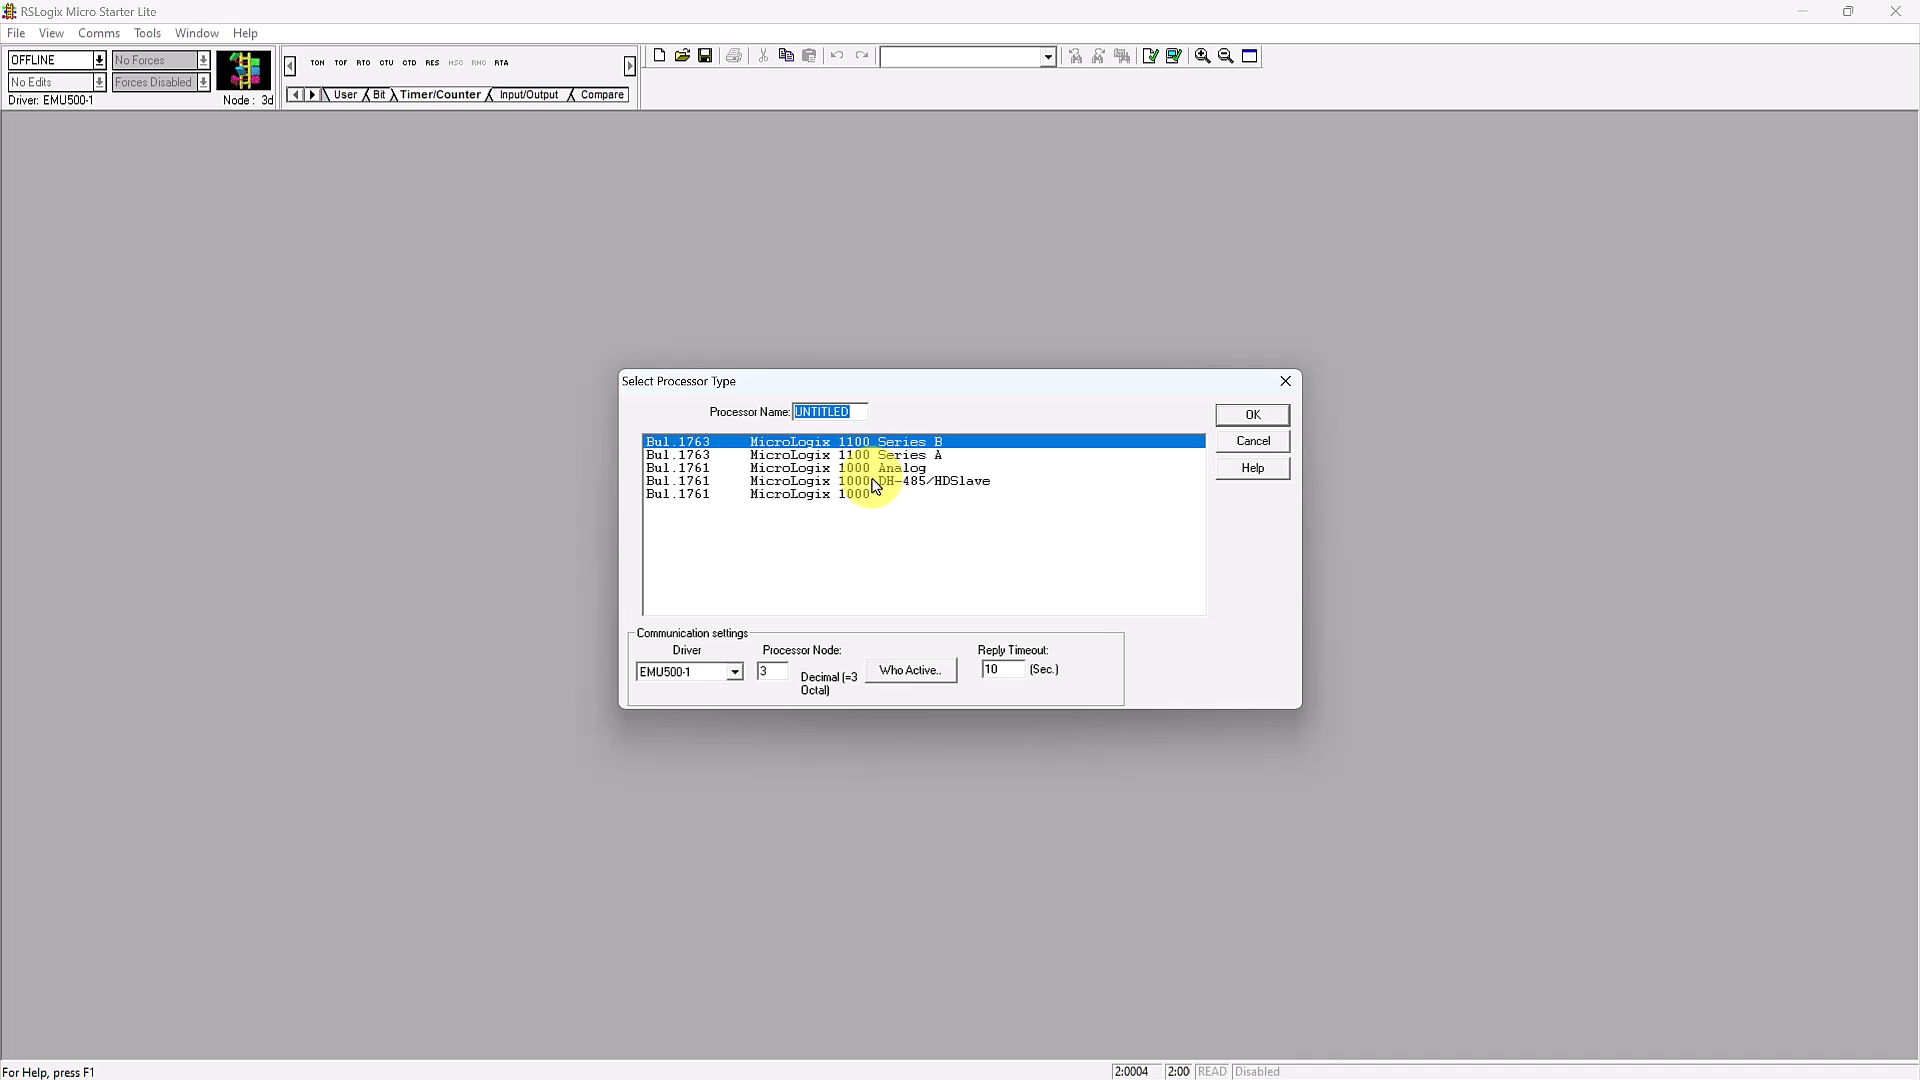 RSLogix Micro Starter Lite
File View Comms Tools Window Help
OFFLINE No Forces
No Edits Forces Disabled
Driver: EMU500-1 Node : 3d
TON TOF RTO CTU CTD RES HSC RHC RTA
User Bit Timer/Counter Input/Output Compare
Select Processor Type
Processor Name: UNTITLED
OK
Cancel
Help
Bul.1763 MicroLogix 1100 Series B
Bul.1763 MicroLogix 1100 Series A
Bul.1761 MicroLogix 1000 Analog
Bul.1761 MicroLogix 1000 DH-485/HDSlave
Bul.1761 MicroLogix 1000
Communication settings
Driver Processor Node: Reply Timeout:
EMU500-1 3 Decimal (=3 Octal) Who Active.. 10 (Sec.)
For Help, press F1 2:0004 2:00 READ Disabled